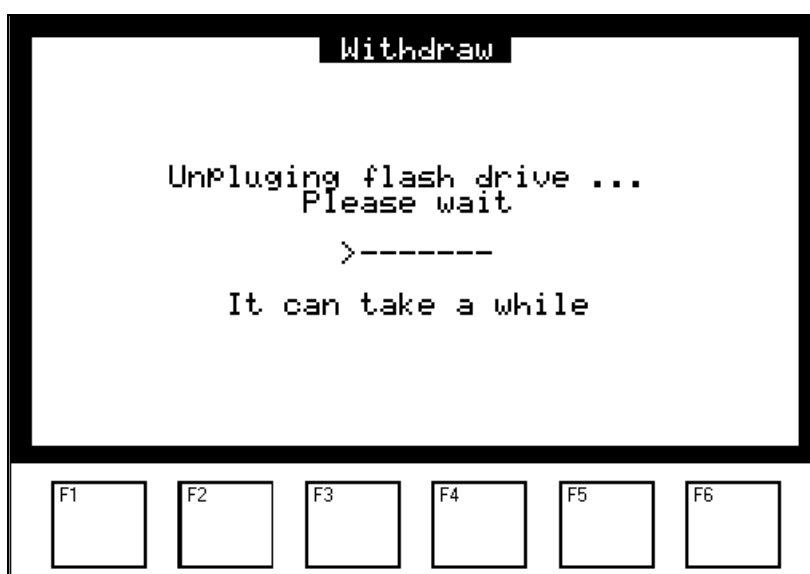 Withdraw
Unpluging flash drive ...
Please wait
>-------
It can take a while
F1 F2 F3 F4 F5 F6